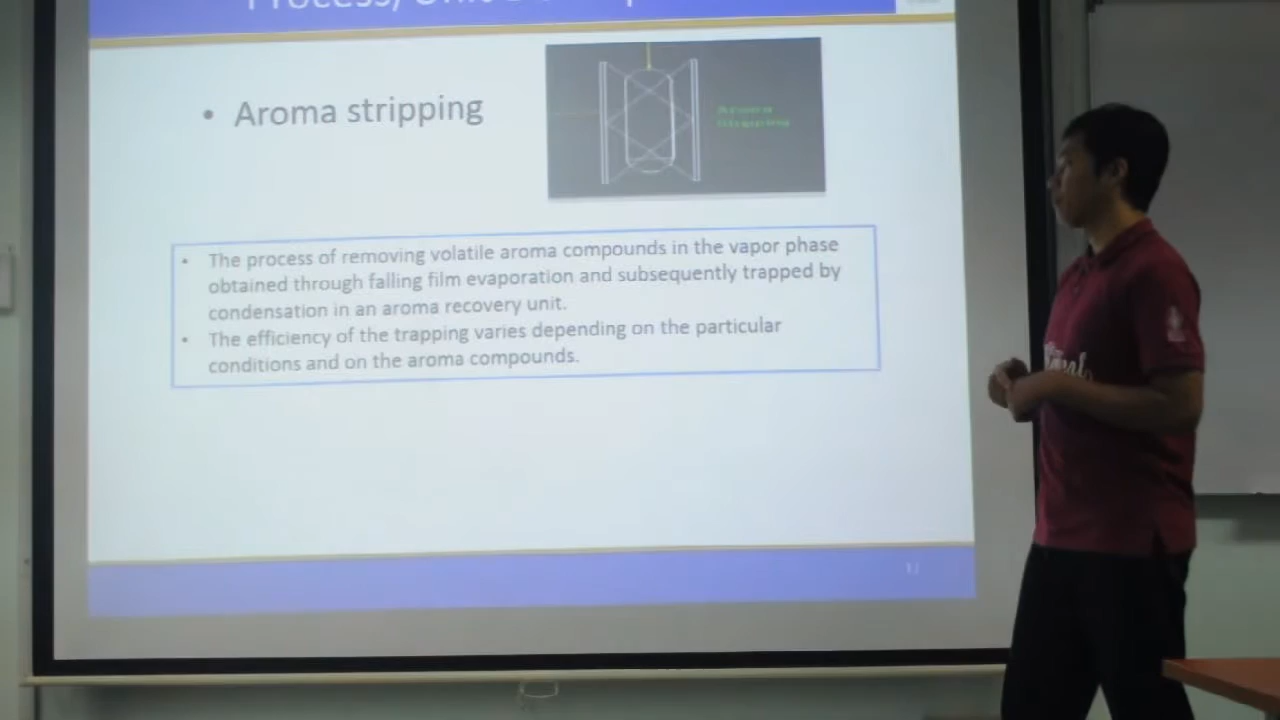 Process/Unit
• Aroma stripping
Aroma
stripping
• The process of removing volatile aroma compounds in the vapor phase
obtained through falling film evaporation and subsequently trapped by
condensation in an aroma recovery unit.
• The efficiency of the trapping varies depending on the particular
conditions and on the aroma compounds.